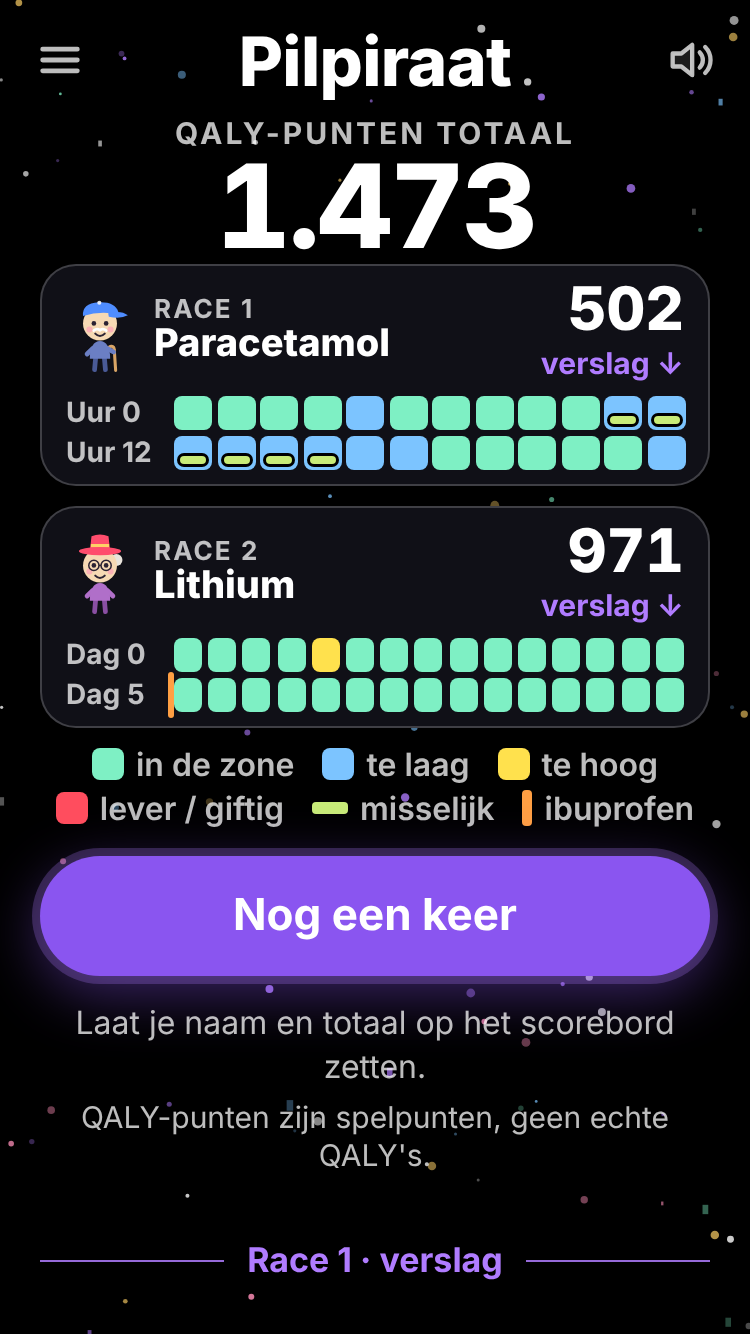 Pilpiraat
QALY-PUNTEN TOTAAL
1.473
RACE 1
Paracetamol
502
verslag ↓
Uur 0
Uur 12
RACE 2
Lithium
971
verslag ↓
Dag 0
Dag 5
in de zone te laag te hoog
lever / giftig misselijk ibuprofen
Nog een keer
Laat je naam en totaal op het scorebord
zetten.
QALY-punten zijn spelpunten, geen echte
QALY's.
Race 1 · verslag